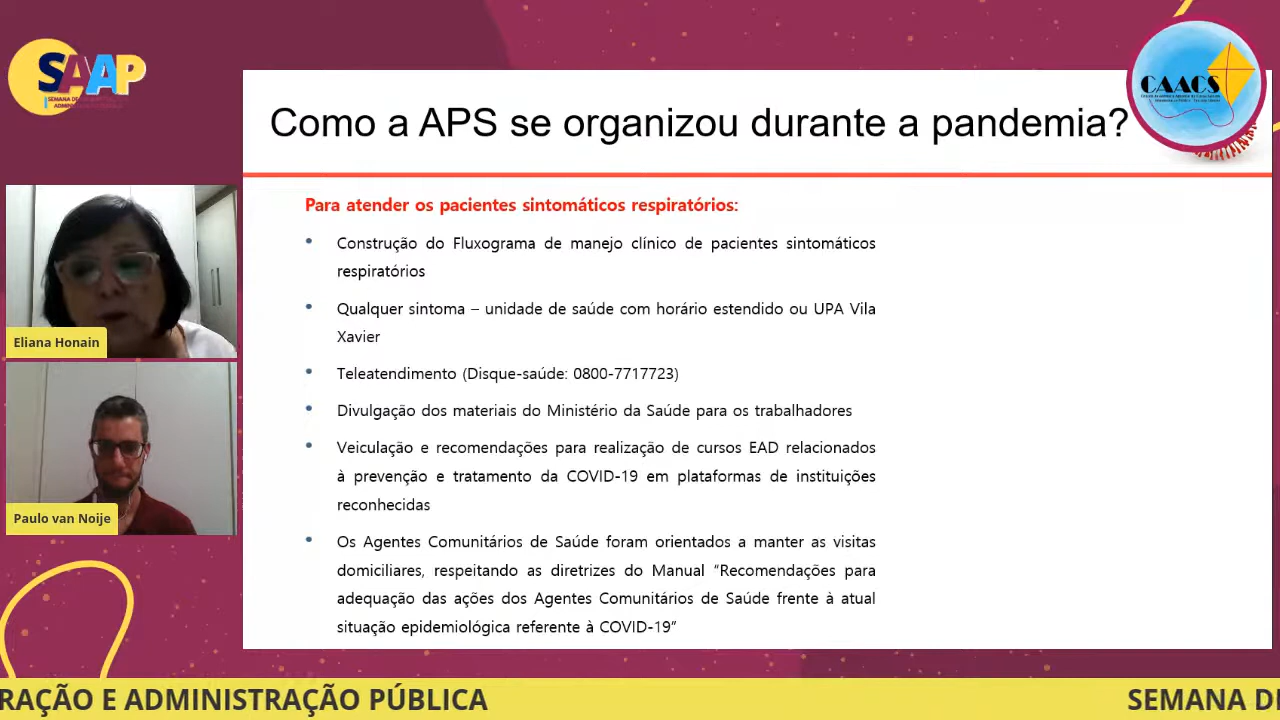 SAAP
SEMANA DE
CAACS
Como a APS se organizou durante a pandemia?
Para atender os pacientes sintomáticos respiratórios:
• Construção do Fluxograma de manejo clínico de pacientes sintomáticos
respiratórios
• Qualquer sintoma – unidade de saúde com horário estendido ou UPA Vila
Xavier
• Teleatendimento (Disque-saúde: 0800-7717723)
• Divulgação dos materiais do Ministério da Saúde para os trabalhadores
• Veiculação e recomendações para realização de cursos EAD relacionados
à prevenção e tratamento da COVID-19 em plataformas de instituições
reconhecidas
• Os Agentes Comunitários de Saúde foram orientados a manter as visitas
domiciliares, respeitando as diretrizes do Manual “Recomendações para
adequação das ações dos Agentes Comunitários de Saúde frente à atual
situação epidemiológica referente à COVID-19”
Eliana Honain
Paulo van Noije
RAÇÃO E ADMINISTRAÇÃO PÚBLICA
SEMANA DE